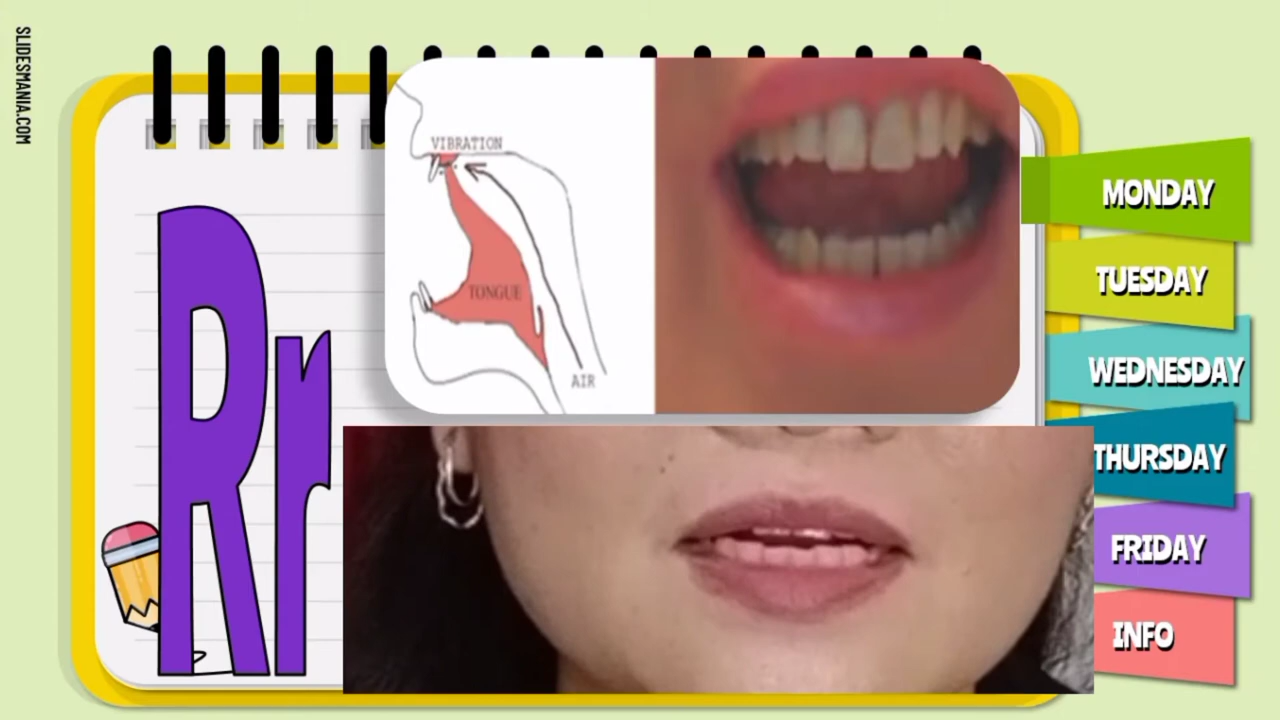 SLIDESMANIA.COM
VIBRATION
TONGUE
AIR
Rr
MONDAY
TUESDAY
WEDNESDAY
THURSDAY
FRIDAY
INFO